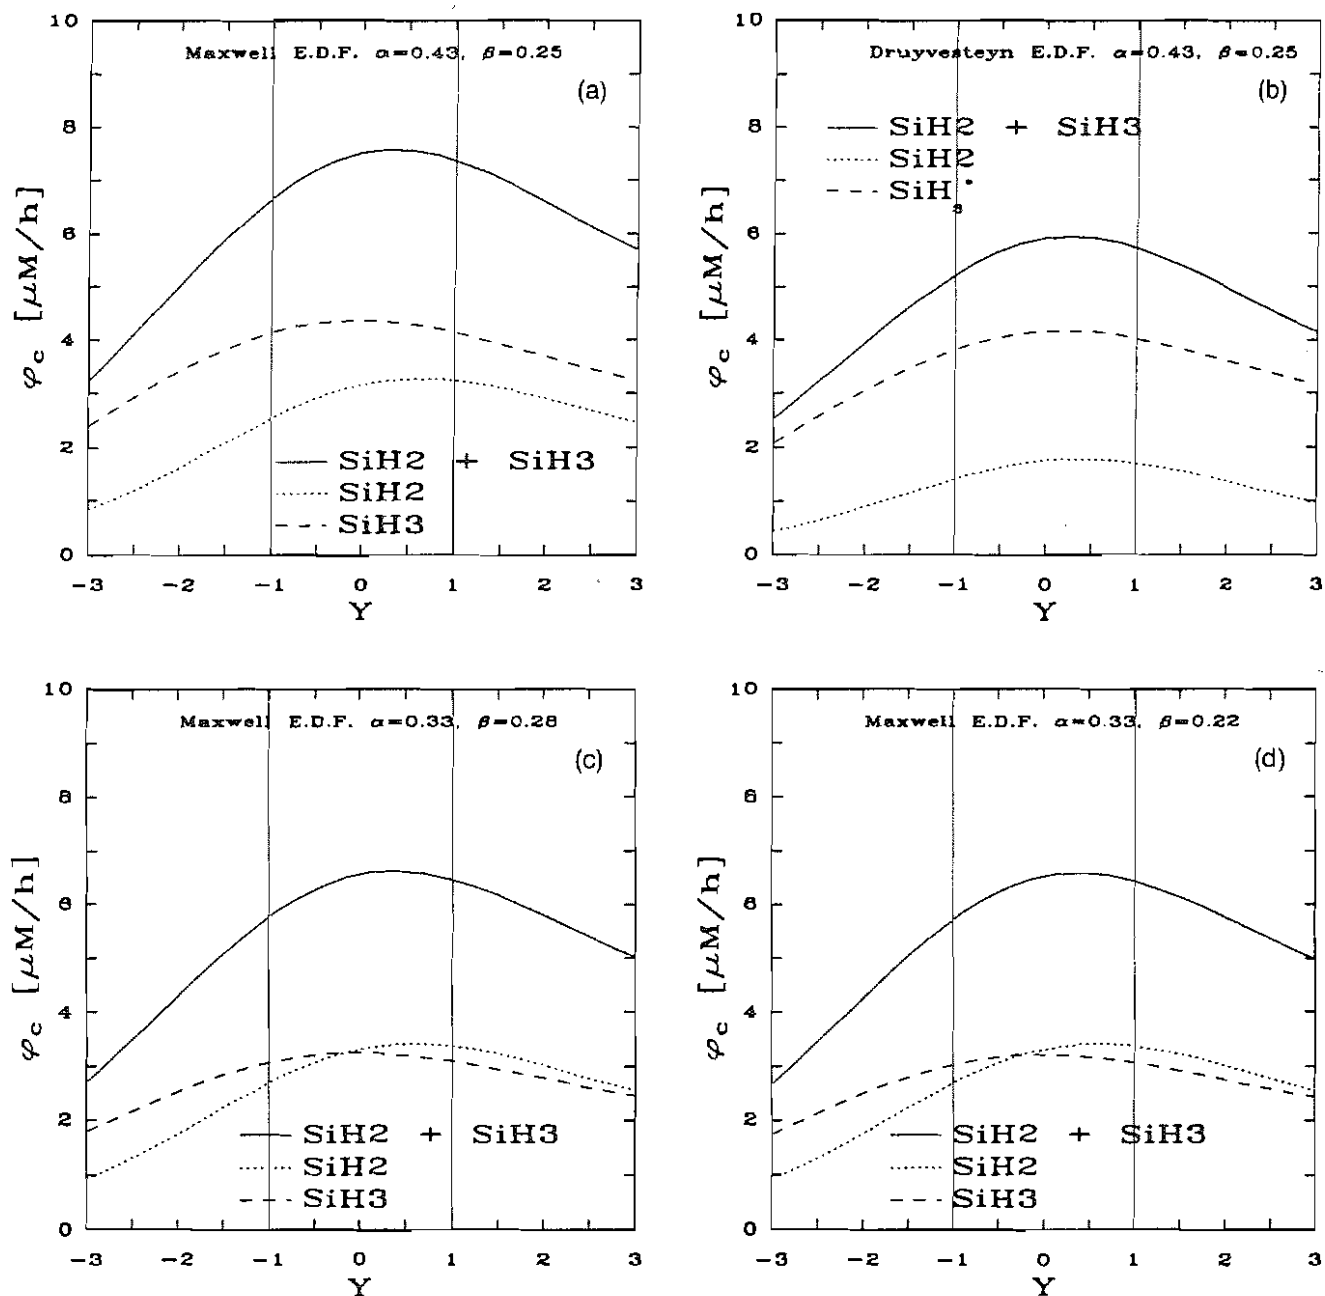 10
Maxwell E.D.F. α=0.43, β=0.25
(a)
8
6
4
2
0
φc [μM/h]
SiH2 + SiH3
SiH2
SiH3
-3 -2 -1 0 1 2 3
Y
10
Druyvesteyn E.D.F. α=0.43, β=0.25
(b)
8
SiH2 + SiH3
SiH2
SiH
s
6
4
2
0
φc [μM/h]
-3 -2 -1 0 1 2 3
Y
10
Maxwell E.D.F. α=0.33, β=0.28
(c)
8
6
4
2
0
φc [μM/h]
SiH2 + SiH3
SiH2
SiH3
-3 -2 -1 0 1 2 3
Y
10
Maxwell E.D.F. α=0.33, β=0.22
(d)
8
6
4
2
0
φc [μM/h]
SiH2 + SiH3
SiH2
SiH3
-3 -2 -1 0 1 2 3
Y